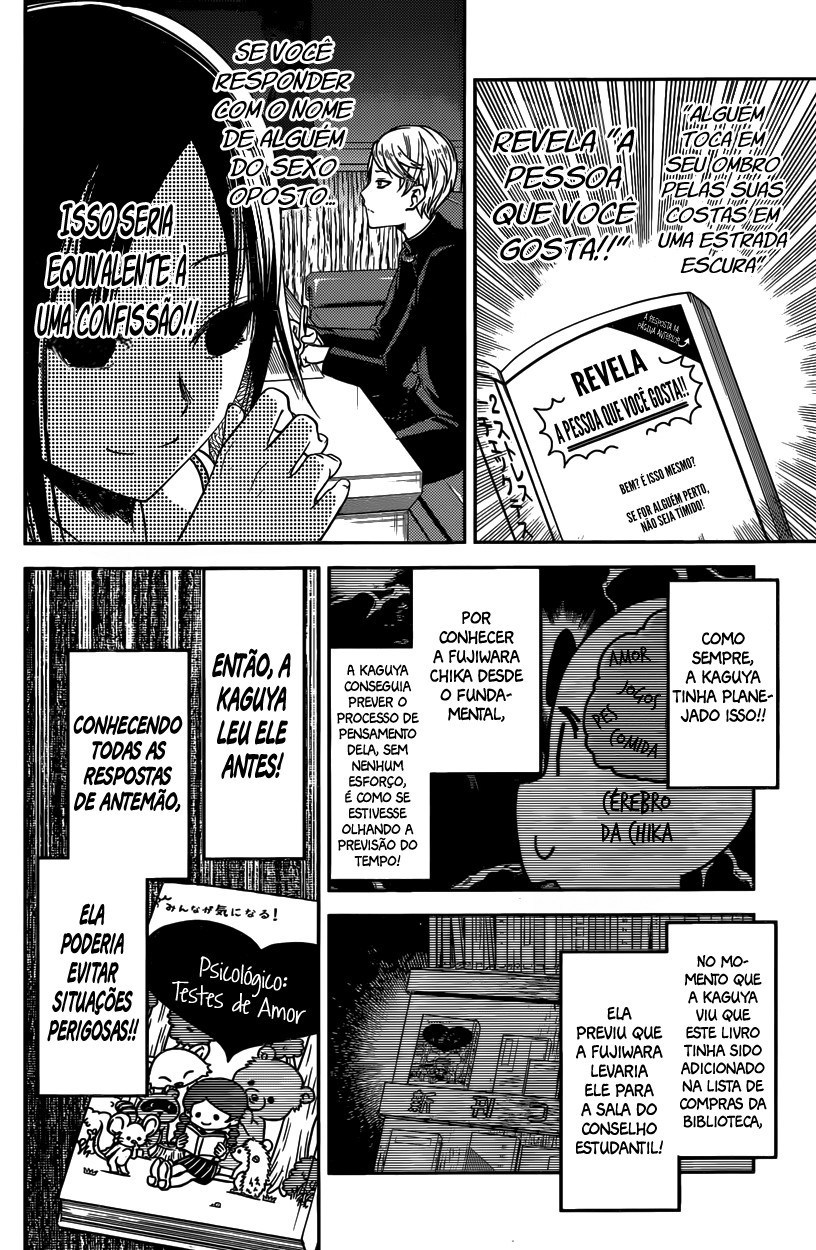 "ALGUÉM
TOCA EM
SEU OMBRO
PELAS SUAS
COSTAS EM
UMA ESTRADA
ESCURA"
REVELA "A
PESSOA
QUE VOCÊ
GOSTA!!"
A RESPOSTA NA
PÁGINA ANTERIOR
REVELA
A PESSOA QUE VOCÊ GOSTA!!
BEM? É ISSO MESMO?
SE FOR ALGUÉM PERTO,
NÃO SEJA TÍMIDO!
SE VOCÊ
RESPONDER
COM O NOME
DE ALGUÉM
DO SEXO
OPOSTO...
ISSO SERIA
EQUIVALENTE À
UMA CONFISSÃO!!
COMO
SEMPRE,
A KAGUYA
TINHA PLANE-
JADO ISSO!!
AMOR
JOGOS
PES
COMIDA
CÉREBRO
DA CHIKA
POR
CONHECER
A FUJIWARA
CHIKA DESDE
O FUNDA-
MENTAL,
A KAGUYA
CONSEGUIA
PREVER O
PROCESSO DE
PENSAMENTO
DELA, SEM
NENHUM
ESFORÇO,
É COMO SE
ESTIVESSE
OLHANDO A
PREVISÃO DO
TEMPO!
NO MO-
MENTO QUE
A KAGUYA
VIU QUE
ESTE LIVRO
TINHA SIDO
ADICIONADO
NA LISTA DE
COMPRAS DA
BIBLIOTECA,
ELA
PREVIU QUE
A FUJIWARA
LEVARIA
ELE PARA
A SALA DO
CONSELHO
ESTUDANTIL!
新刊
ENTÃO, A
KAGUYA
LEU ELE
ANTES!
CONHECENDO
TODAS AS
RESPOSTAS
DE ANTEMÃO,
ELA
PODERIA
EVITAR
SITUAÇÕES
PERIGOSAS!!
みんなが気になる!
Psicológico:
Testes de Amor